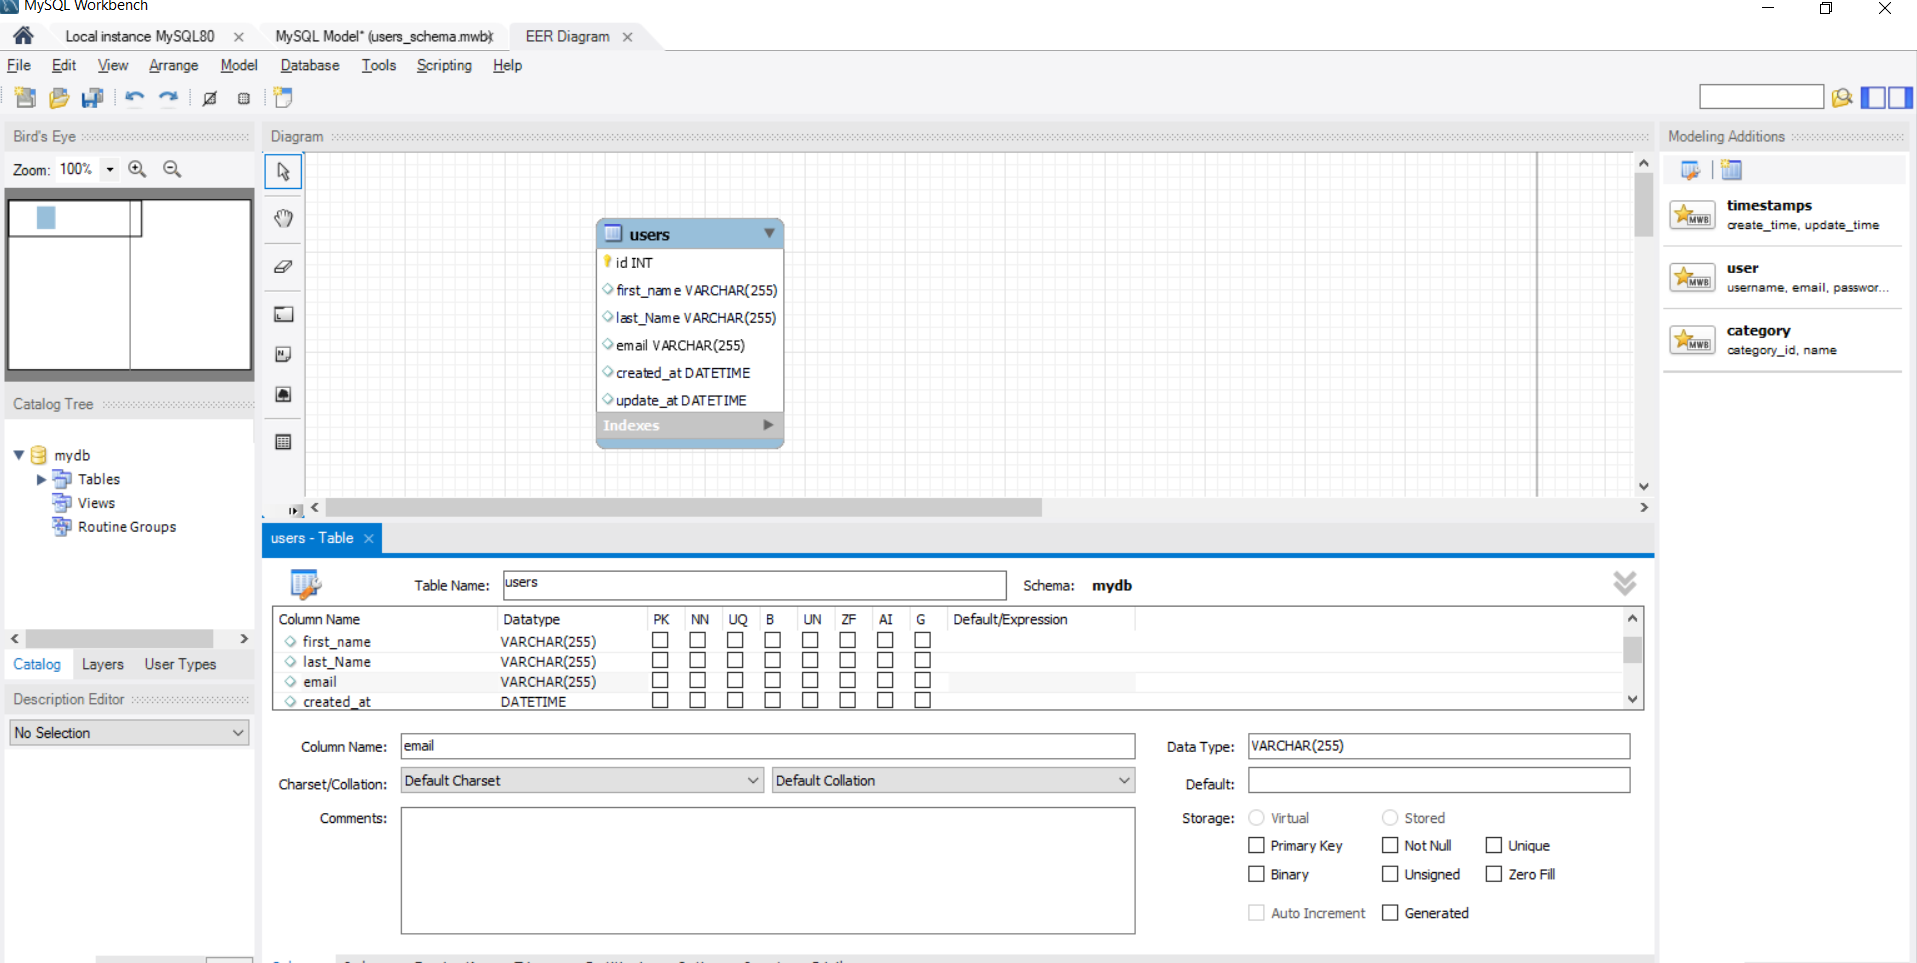 MySQL Workbench
Local instance MySQL80
MySQL Model* (users_schema.mwb)
EER Diagram
File Edit View Arrange Model Database Tools Scripting Help
Bird's Eye
Zoom: 100%
Diagram
Modeling Additions
timestamps
create_time, update_time
user
username, email, passwor...
category
category_id, name
users
id INT
first_name VARCHAR(255)
last_Name VARCHAR(255)
email VARCHAR(255)
created_at DATETIME
update_at DATETIME
Indexes
Catalog Tree
mydb
Tables
Views
Routine Groups
Catalog Layers User Types
Description Editor
No Selection
users - Table
Table Name: users Schema: mydb
Column Name Datatype PK NN UQ B UN ZF AI G Default/Expression
first_name VARCHAR(255)
last_Name VARCHAR(255)
email VARCHAR(255)
created_at DATETIME
Column Name: email Data Type: VARCHAR(255)
Charset/Collation: Default Charset Default Collation Default:
Comments: Storage: Virtual Stored
Primary Key Not Null Unique
Binary Unsigned Zero Fill
Auto Increment Generated